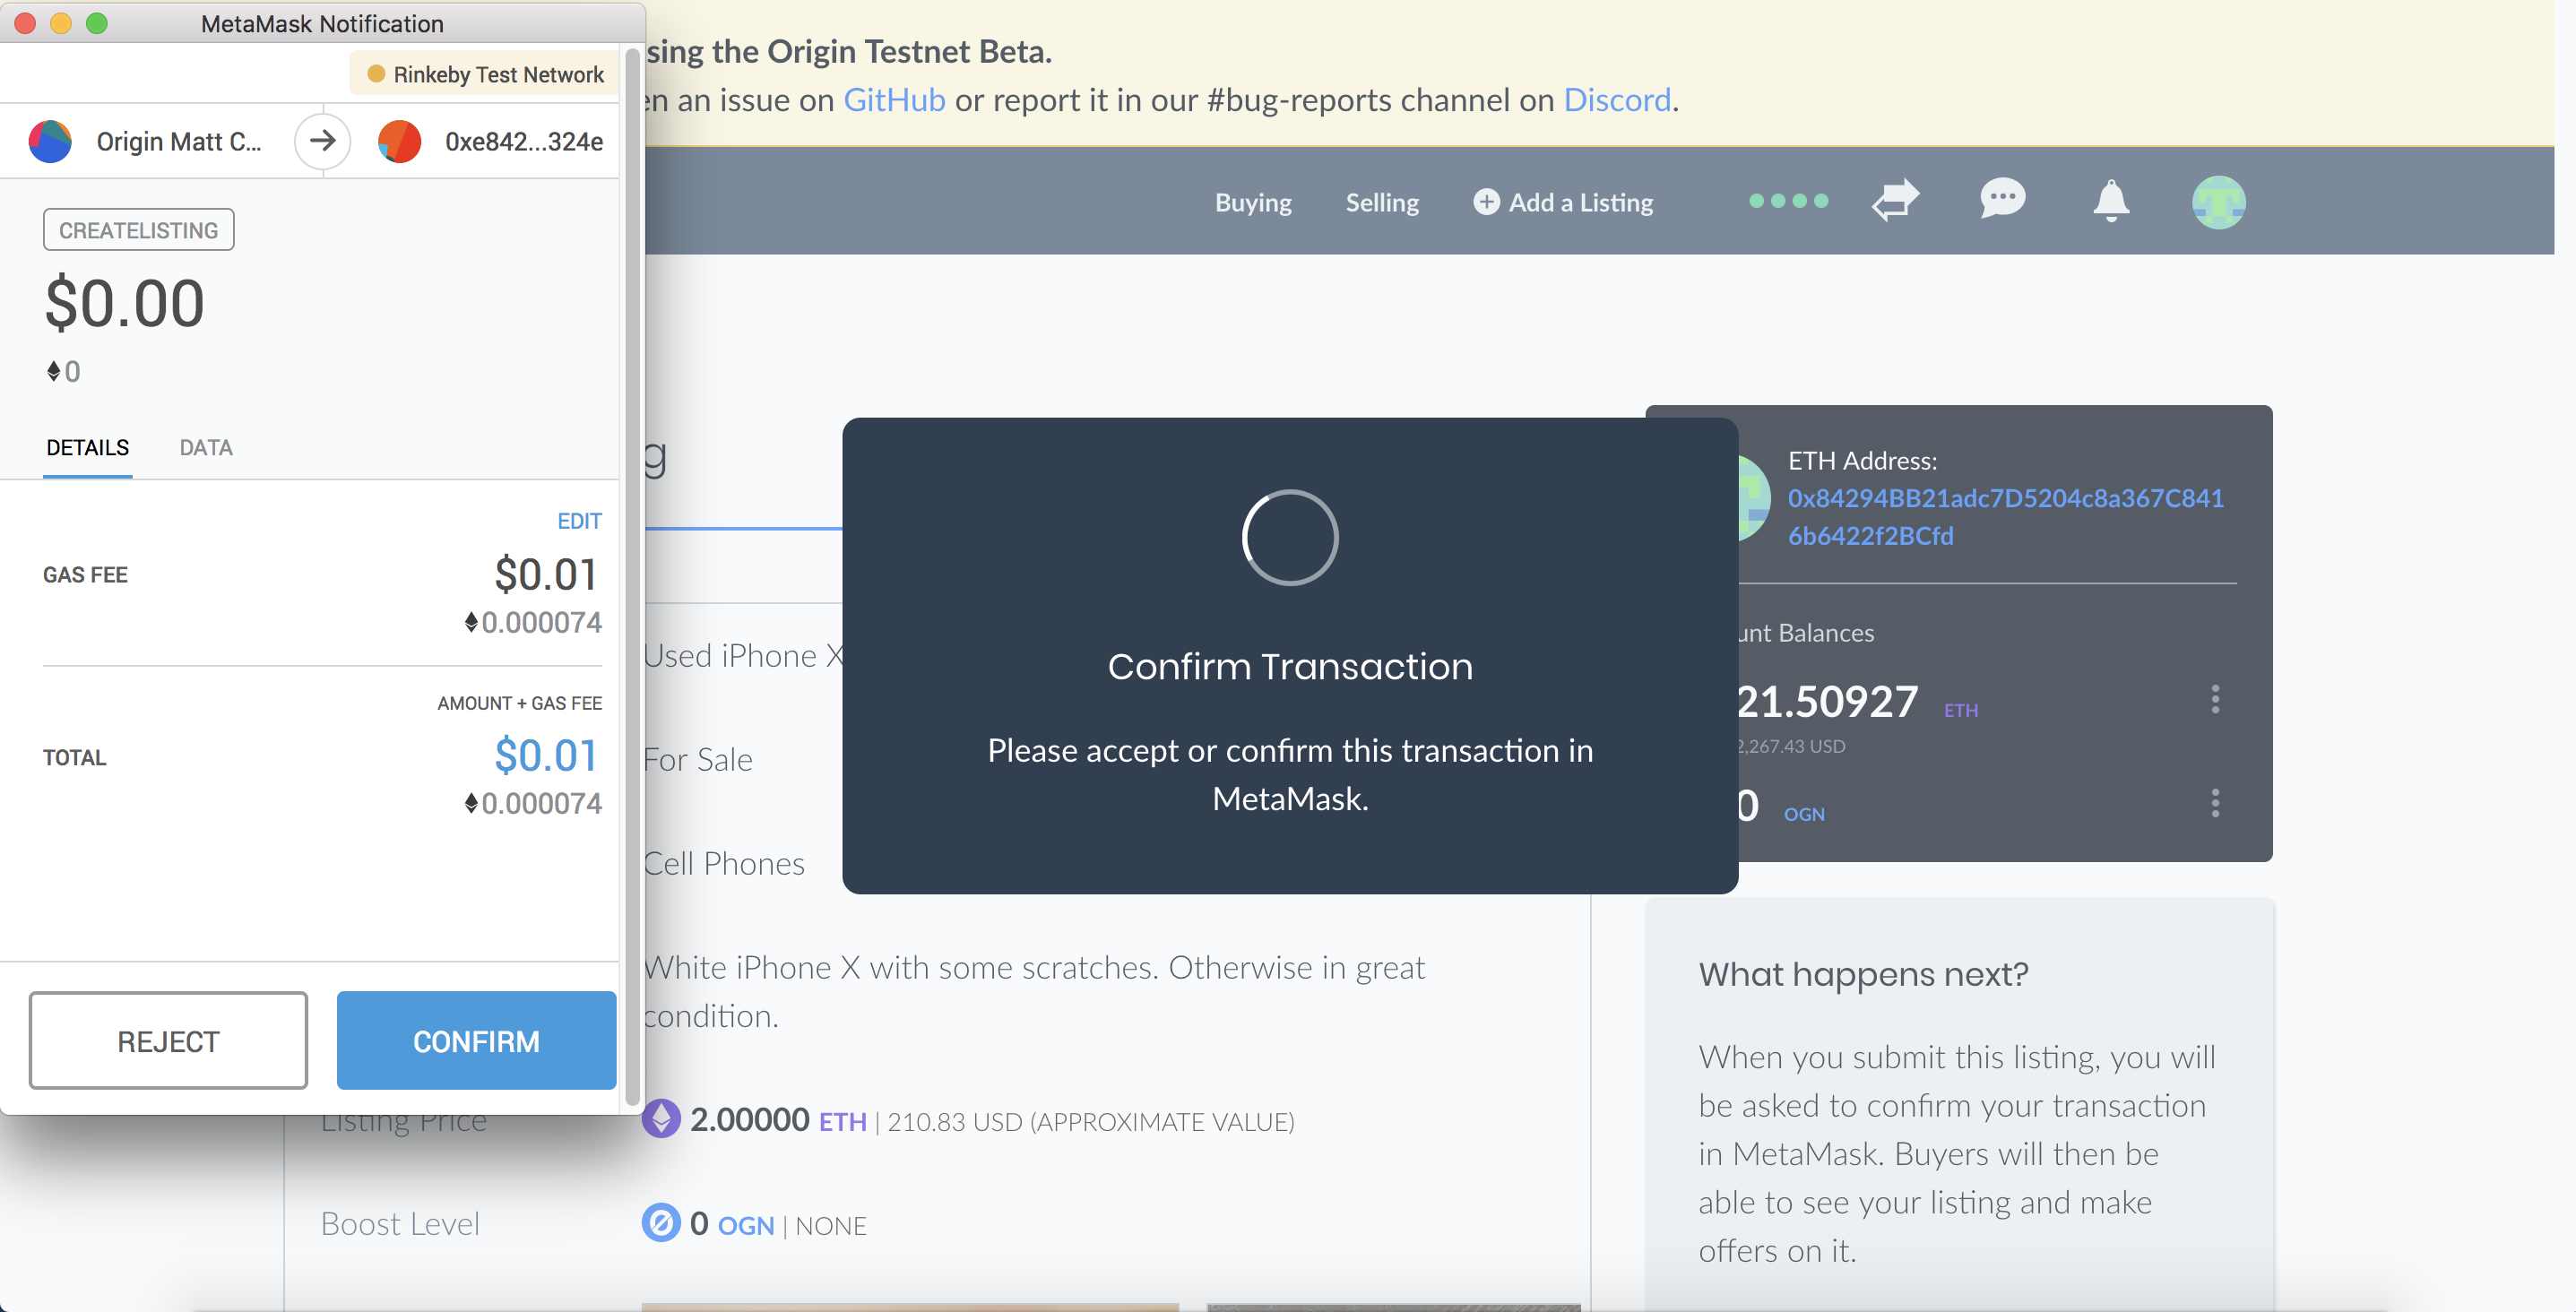 MetaMask Notification
Rinkeby Test Network
Origin Matt C...
0xe842...324e
CREATELISTING
$0.00
0
DETAILS
DATA
EDIT
GAS FEE
$0.01
0.000074
AMOUNT + GAS FEE
TOTAL
$0.01
0.000074
REJECT
CONFIRM
sing the Origin Testnet Beta.
en an issue on GitHub or report it in our #bug-reports channel on Discord.
Buying
Selling
Add a Listing
g
Confirm Transaction
Please accept or confirm this transaction in
MetaMask.
Used iPhone X
For Sale
Cell Phones
White iPhone X with some scratches. Otherwise in great
condition.
Listing Price
2.00000 ETH | 210.83 USD (APPROXIMATE VALUE)
Boost Level
0 OGN | NONE
ETH Address:
0x84294BB21adc7D5204c8a367C841
6b6422f2BCfd
unt Balances
21.50927 ETH
2,267.43 USD
0 OGN
What happens next?
When you submit this listing, you will
be asked to confirm your transaction
in MetaMask. Buyers will then be
able to see your listing and make
offers on it.